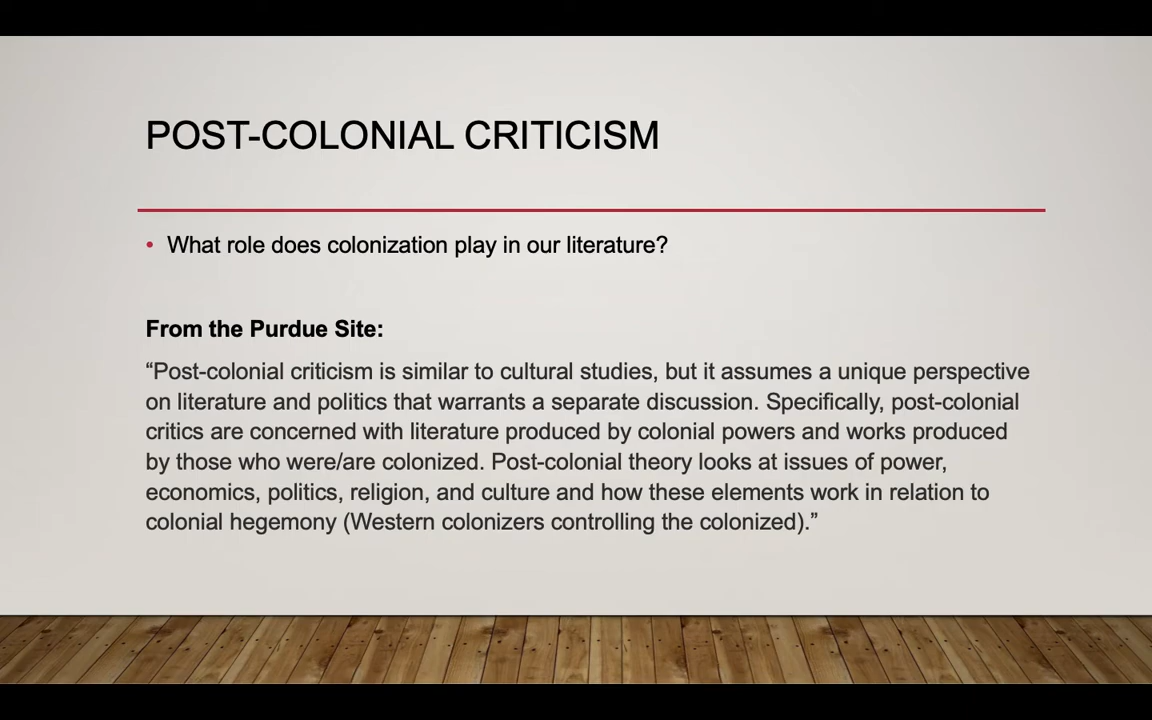 POST-COLONIAL CRITICISM
• What role does colonization play in our literature?
From the Purdue Site:
“Post-colonial criticism is similar to cultural studies, but it assumes a unique perspective
on literature and politics that warrants a separate discussion. Specifically, post-colonial
critics are concerned with literature produced by colonial powers and works produced
by those who were/are colonized. Post-colonial theory looks at issues of power,
economics, politics, religion, and culture and how these elements work in relation to
colonial hegemony (Western colonizers controlling the colonized).”